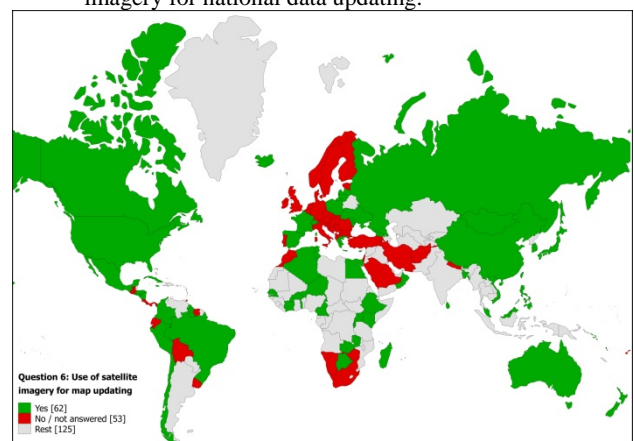 imagery for national data updating.
Question 6: Use of satellite
imagery for map updating
Yes [62]
No / not answered [53]
Rest [125]